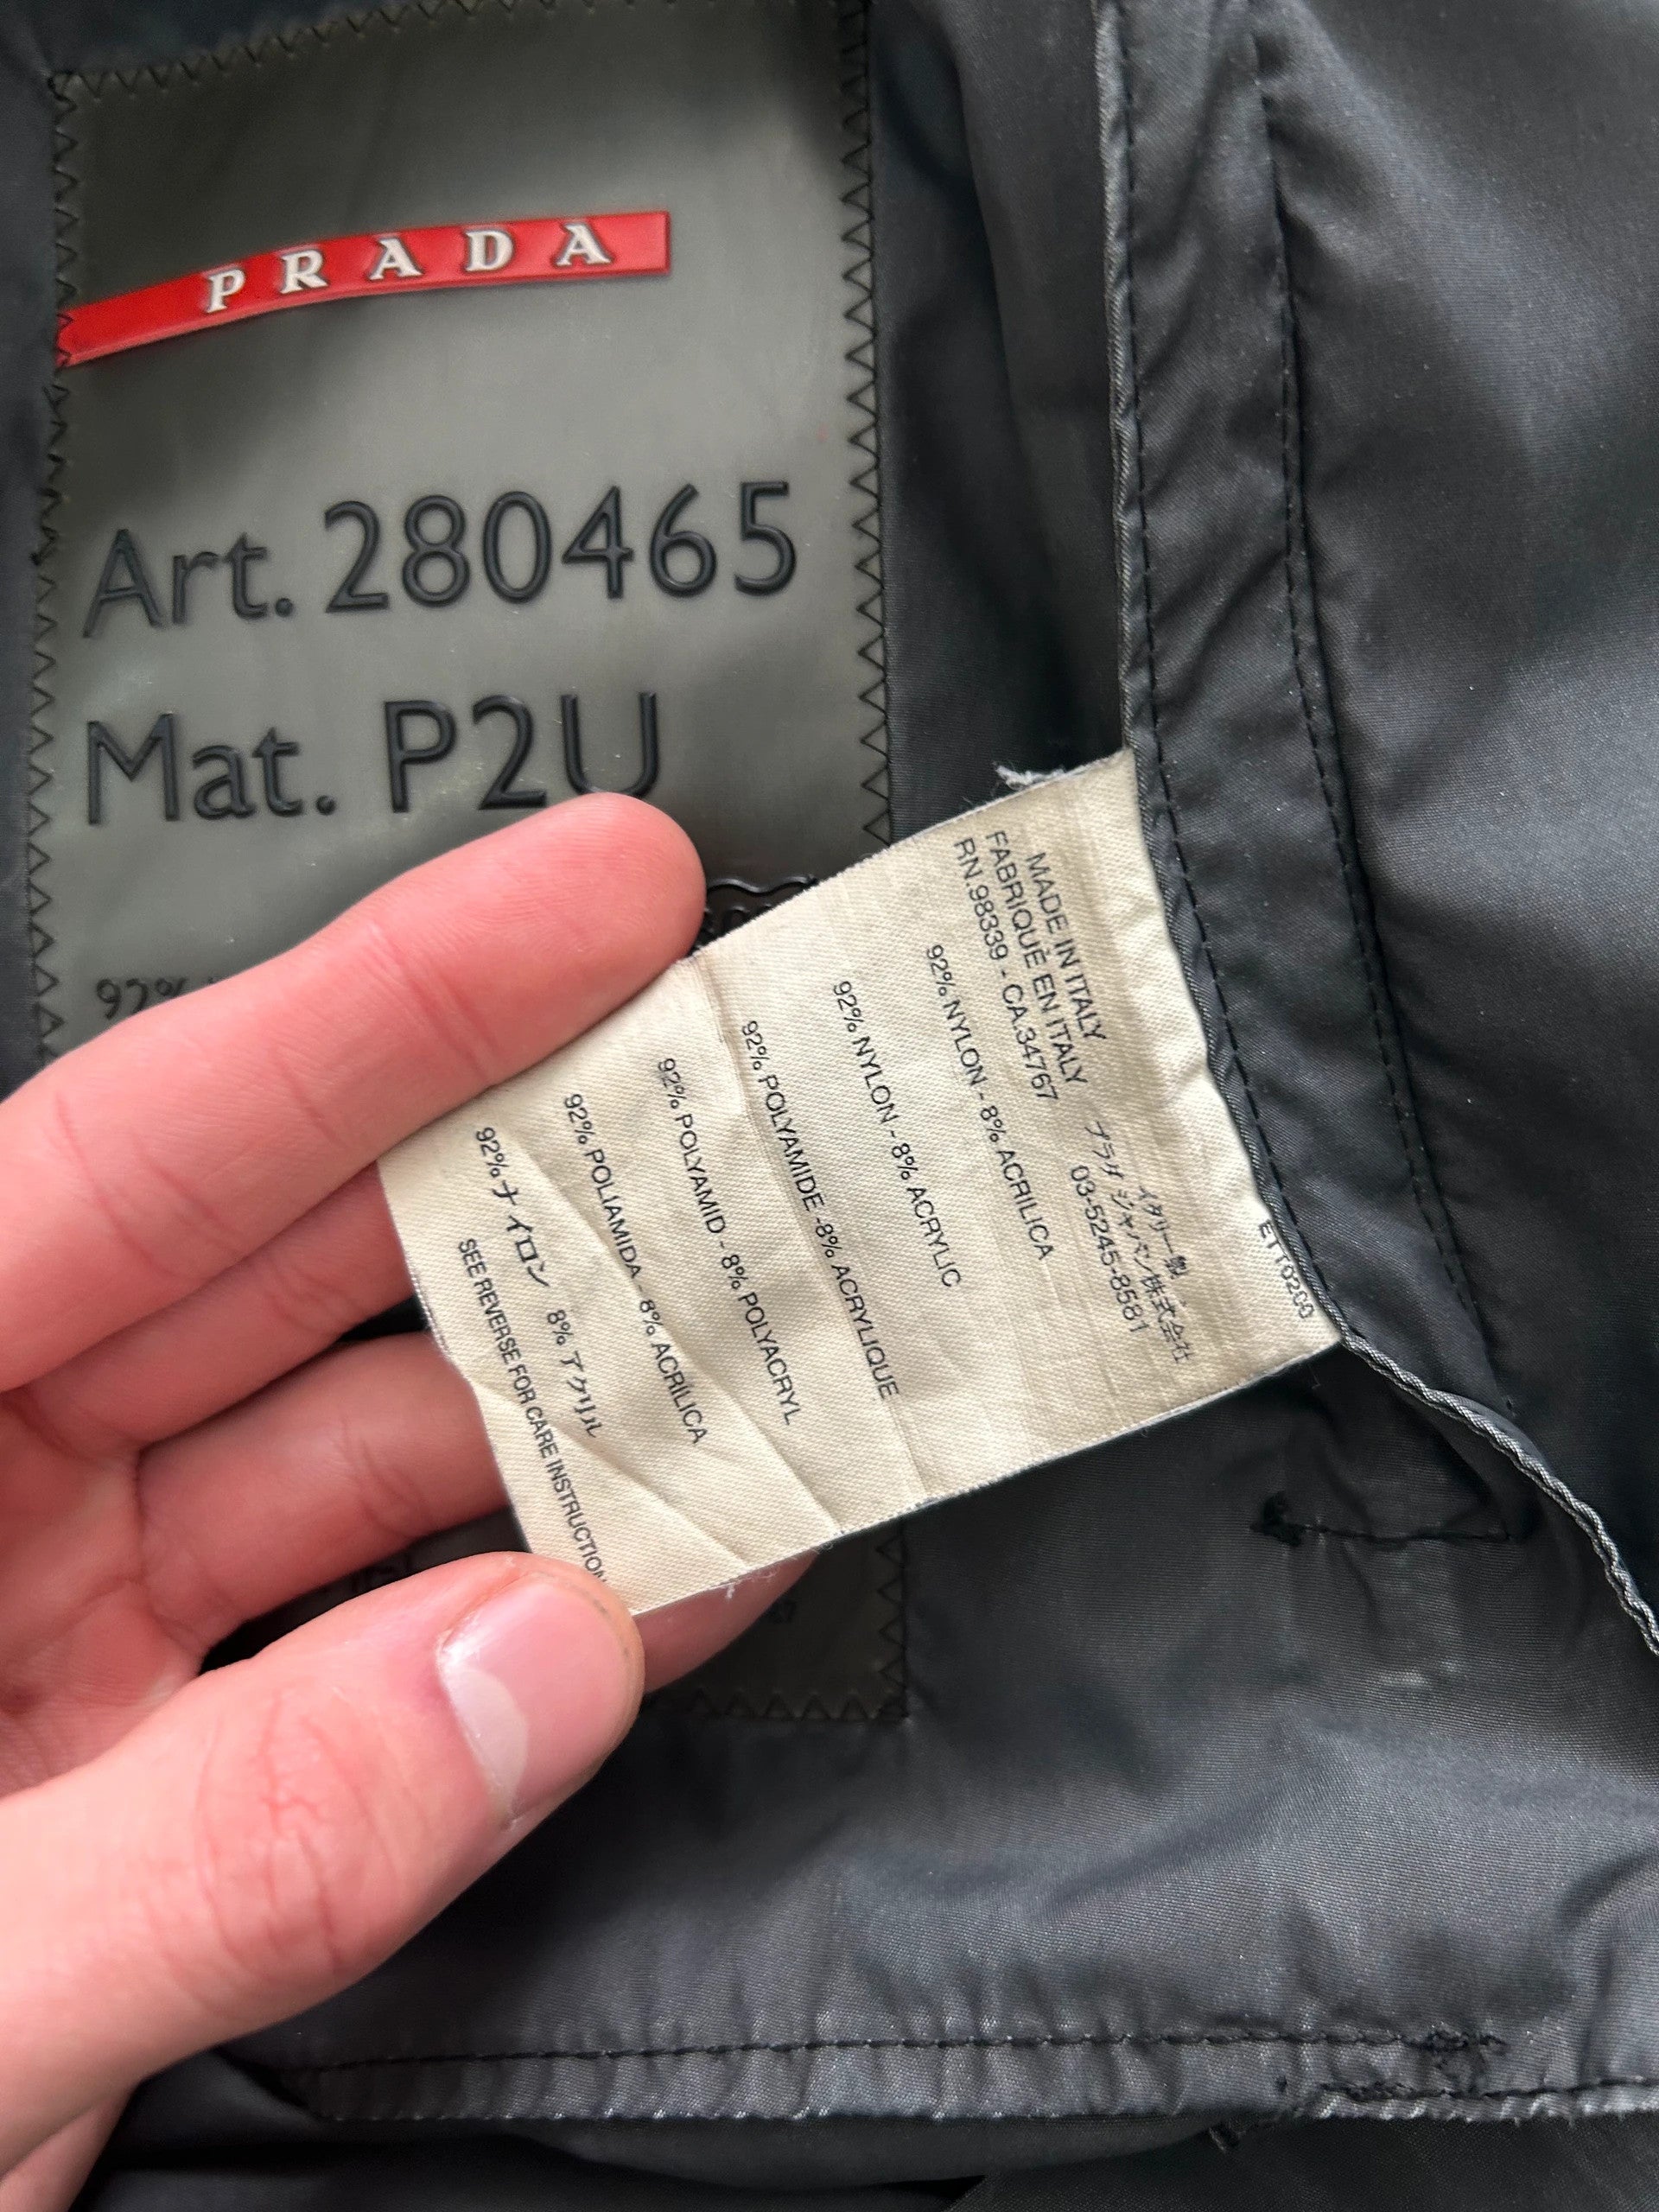 PRADA
Art. 280465
Mat. P2U
92%
MADE IN ITALY
FABRIQUÉ EN ITALY
RN.98339 - CA.34767
イタリー製
プラダ ジャパン株式会社
03-5245-8581
ETT0200
92% NYLON - 8% ACRILICA
92% NYLON - 8% ACRYLIC
92% POLYAMIDE -8% ACRYLIQUE
92% POLYAMID - 8% POLYACRYL
92% POLIAMIDA - 8% ACRILICA
92% ナイロン 8% アクリル
SEE REVERSE FOR CARE INSTRUCTION